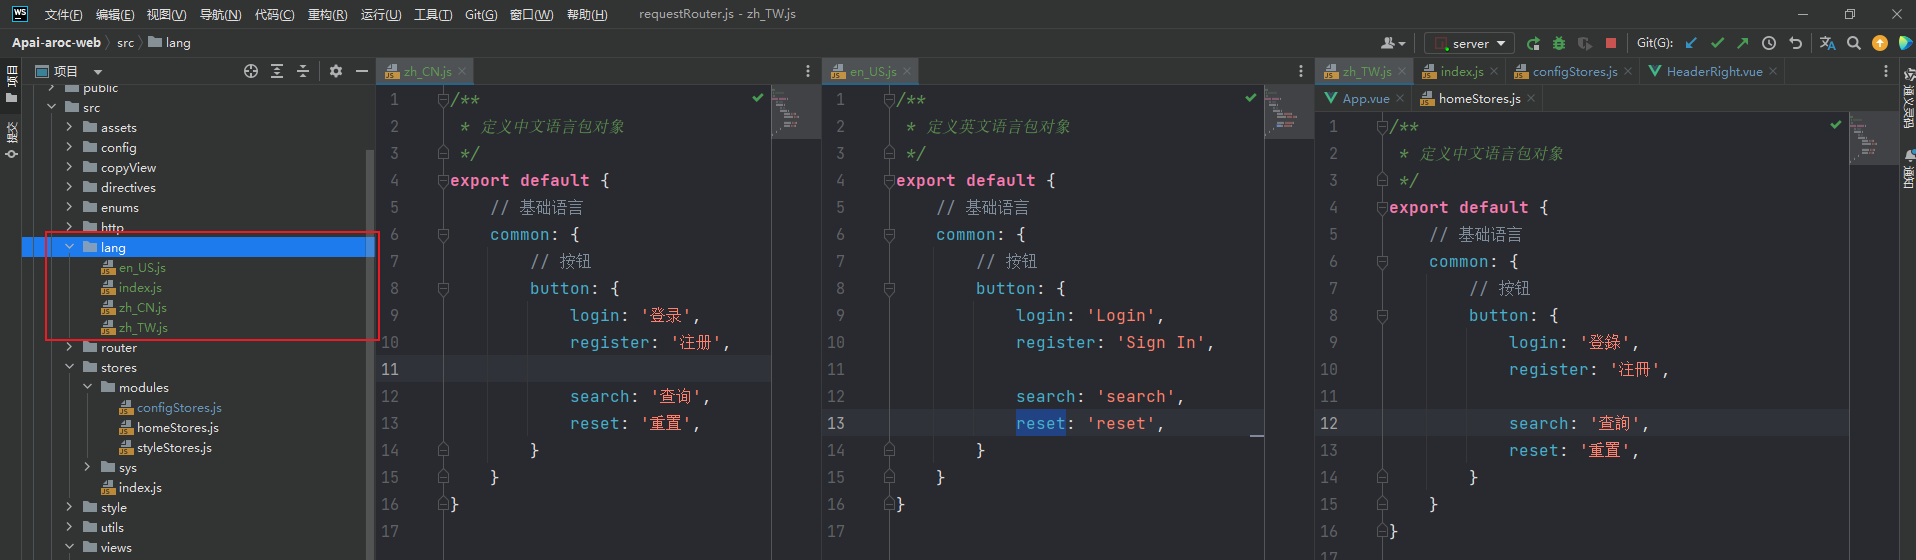 WS 文件(F) 编辑(E) 视图(V) 导航(N) 代码(C) 重构(R) 运行(U) 工具(T) Git(G) 窗口(W) 帮助(H) requestRouter.js - zh_TW.js
Apai-aroc-web src lang server Git(G):
项目
提交
项目
public
src
assets
config
copyView
directives
enums
http
lang
en_US.js
index.js
zh_CN.js
zh_TW.js
router
stores
modules
configStores.js
homeStores.js
styleStores.js
sys
index.js
style
utils
views
zh_CN.js
1 /**
2 * 定义中文语言包对象
3 */
4 export default {
5 // 基础语言
6 common: {
7 // 按钮
8 button: {
9 login: '登录',
10 register: '注册',
11
12 search: '查询',
13 reset: '重置',
14 }
15 }
16 }
17
en_US.js
1 /**
2 * 定义英文语言包对象
3 */
4 export default {
5 // 基础语言
6 common: {
7 // 按钮
8 button: {
9 login: 'Login',
10 register: 'Sign In',
11
12 search: 'search',
13 reset: 'reset',
14 }
15 }
16 }
17
zh_TW.js index.js configStores.js HeaderRight.vue
App.vue homeStores.js
1 /**
2 * 定义中文语言包对象
3 */
4 export default {
5 // 基础语言
6 common: {
7 // 按钮
8 button: {
9 login: '登錄',
10 register: '注冊',
11
12 search: '查詢',
13 reset: '重置',
14 }
15 }
16 }
17
通义灵码
通知